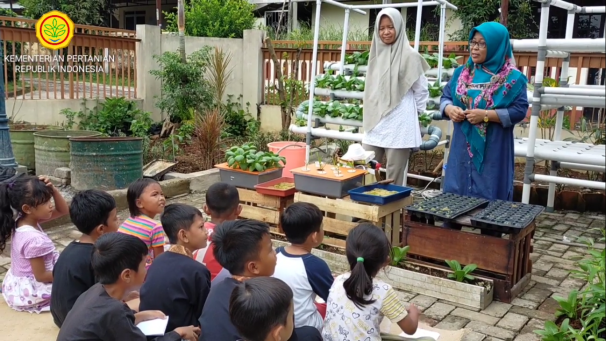 KEMENTERIAN PERTANIAN
REPUBLIK INDONESIA